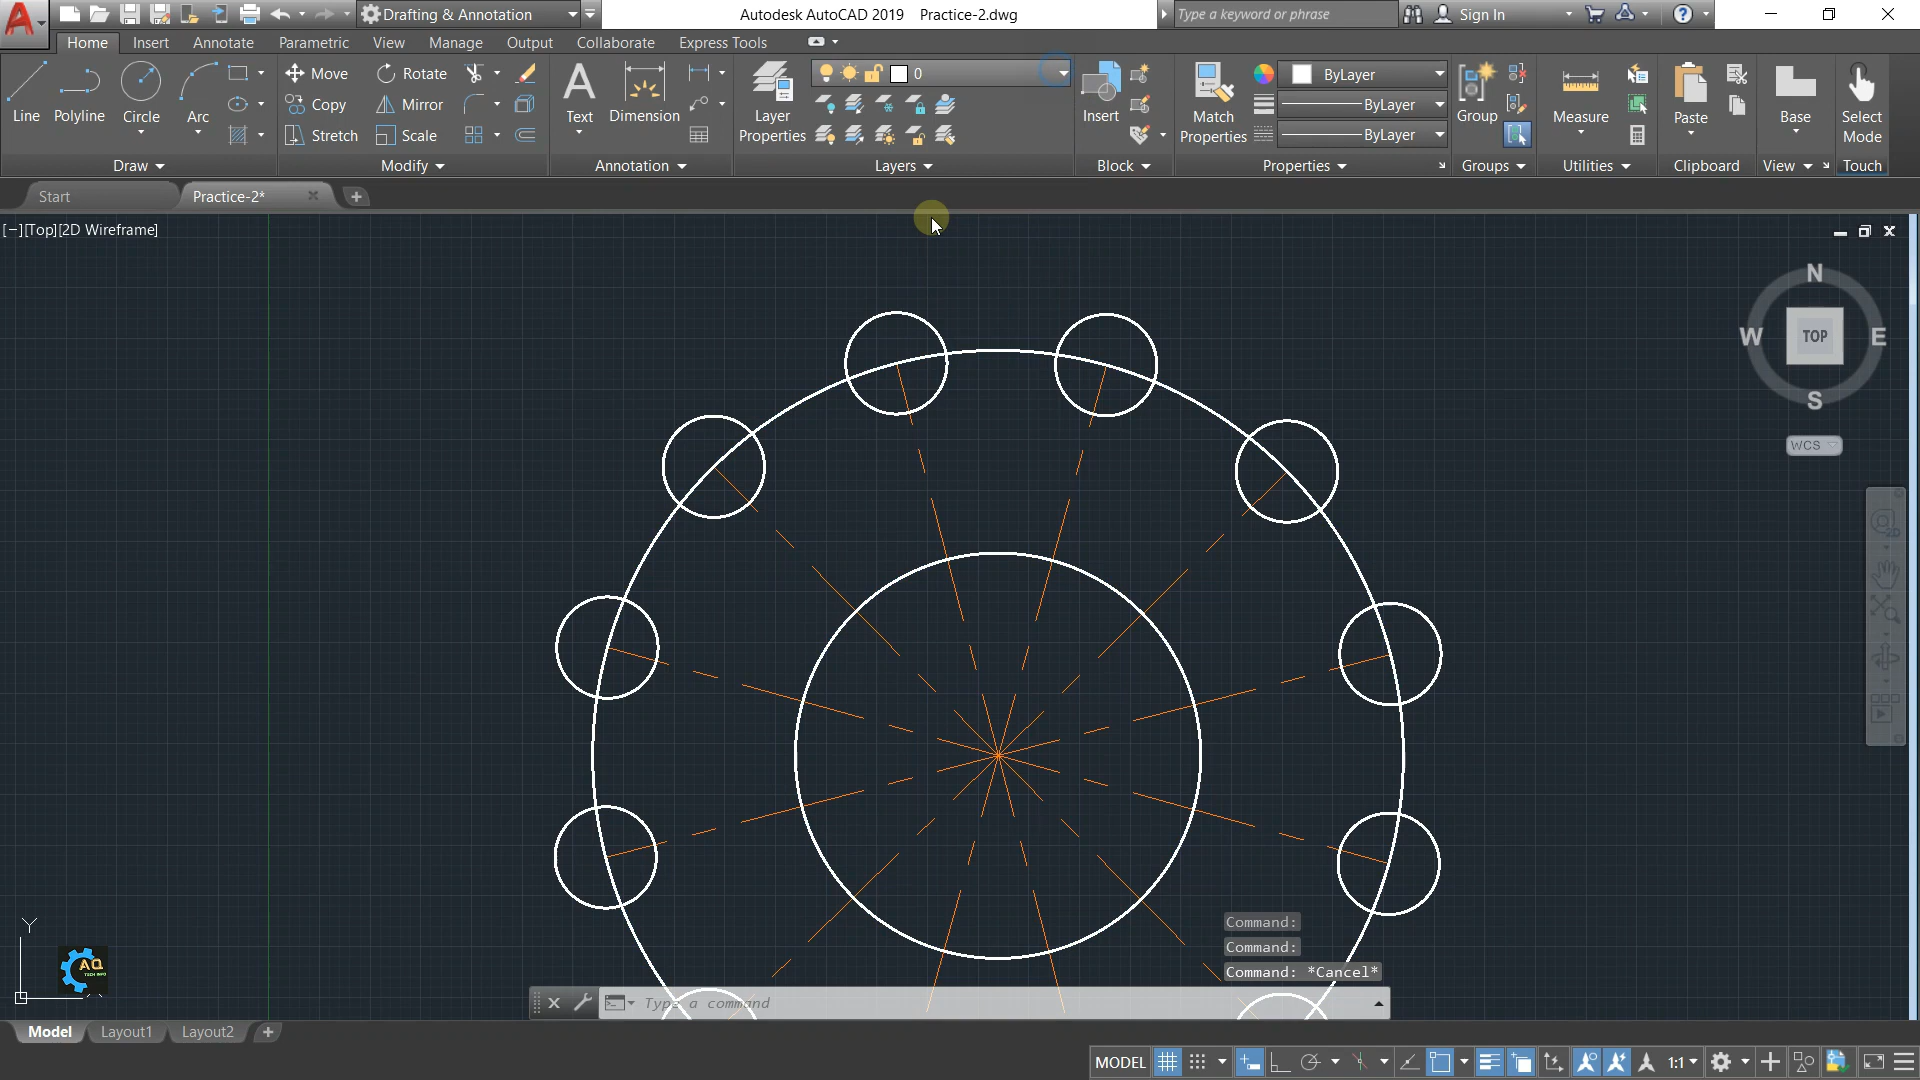 Drafting & Annotation
Autodesk AutoCAD 2019 Practice-2.dwg
Type a keyword or phrase
Sign In
Home Insert Annotate Parametric View Manage Output Collaborate Express Tools
Line Polyline Circle Arc
Draw
Move Rotate
Copy Mirror
Stretch Scale
Modify
Text Dimension
Annotation
Layer Properties
0
Layers
Insert
Block
Match Properties
ByLayer
ByLayer
ByLayer
Properties
Group
Groups
Measure
Utilities
Paste
Clipboard
Base
View
Select Mode
Touch
Start Practice-2*
[−][Top][2D Wireframe]
N
W TOP E
S
WCS
Command:
Command:
Command: *Cancel*
Type a command
Y
AQ
TECH INFO
Model Layout1 Layout2
MODEL 1:1